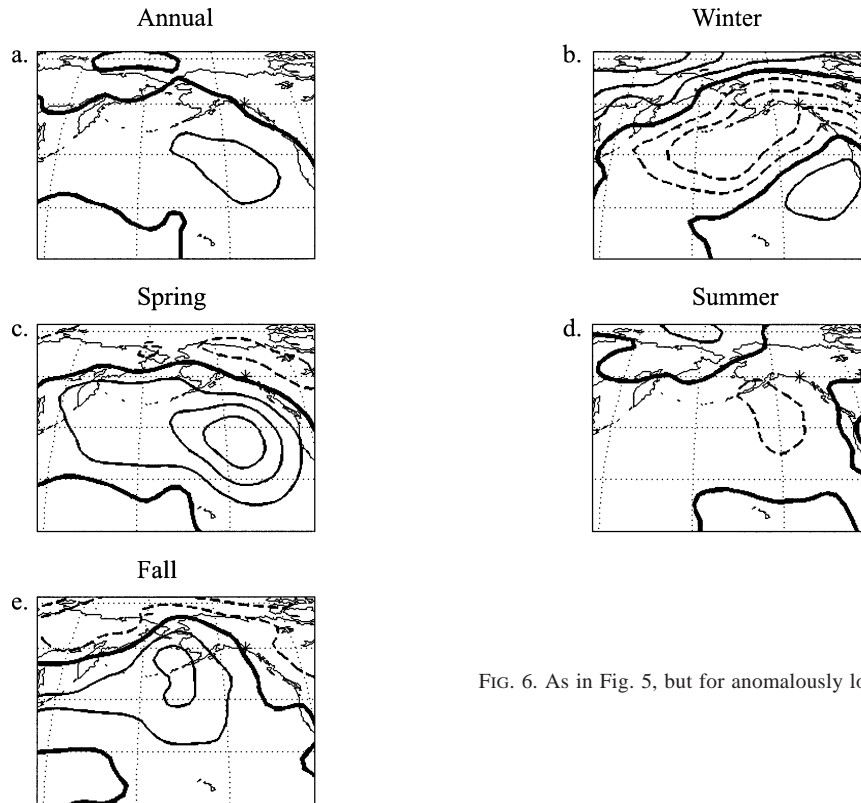 Annual
Winter
a.
b.
Spring
Summer
c.
d.
Fall
e.
FIG. 6. As in Fig. 5, but for anomalously lo